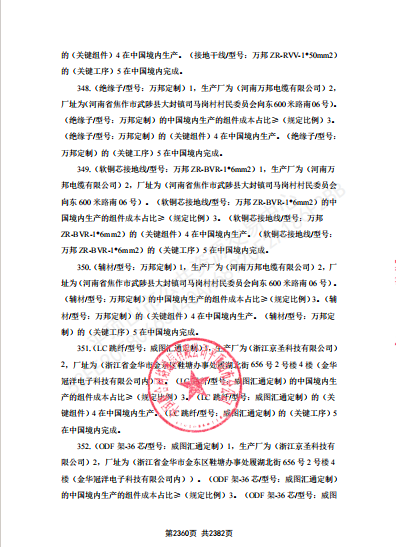 的（关键组件）4 在中国境内生产。（接地干线/型号：万邦 ZR-RVV-1*50mm2）
的（关键工序）5 在中国境内完成。
348.（绝缘子/型号：万邦定制）1，生产厂为（河南万邦电缆有限公司）2，
厂址为（河南省焦作市武陟县大封镇司马岗村村民委员会向东 600 米路南 06 号）。
（绝缘子/型号：万邦定制）的中国境内生产的组件成本占比≥（规定比例）3。
（绝缘子/型号：万邦定制）的（关键组件）4 在中国境内生产。（绝缘子/型号：
万邦定制）的（关键工序）5 在中国境内完成。
349.（软铜芯接地线/型号：万邦 ZR-BVR-1*6mm2）1，生产厂为（河南万
邦电缆有限公司）2，厂址为（河南省焦作市武陟县大封镇司马岗村村民委员会
向东 600 米路南 06 号）。（软铜芯接地线/型号：万邦 ZR-BVR-1*6mm2）的中
国境内生产的组件成本占比≥（规定比例）3。（软铜芯接地线/型号：万邦
ZR-BVR-1*6mm2）的（关键组件）4 在中国境内生产。（软铜芯接地线/型号：
万邦 ZR-BVR-1*6mm2）的（关键工序）5 在中国境内完成。
350.（辅材/型号：万邦定制）1，生产厂为（河南万邦电缆有限公司）2，厂
址为（河南省焦作市武陟县大封镇司马岗村村民委员会向东 600 米路南 06 号）。
（辅材/型号：万邦定制）的中国境内生产的组件成本占比≥（规定比例）3。（辅
材/型号：万邦定制）的（关键组件）4 在中国境内生产。（辅材/型号：万邦定
制）的（关键工序）5 在中国境内完成。
351.（LC 跳纤/型号：威图汇通定制）1，生产厂为（浙江京圣科技有限公司）
2，厂址为（浙江省金华市金东区鞋塘办事处履湖北街 656 号 2 号楼 4 楼（金华
冠洋电子科技有限公司内））。（LC 跳纤/型号：威图汇通定制）的中国境内生
产的组件成本占比≥（规定比例）3。（LC 跳纤/型号：威图汇通定制）的（关
键组件）4 在中国境内生产。（LC 跳纤/型号：威图汇通定制）的（关键工序）5
在中国境内完成。
352.（ODF 架-36 芯/型号：威图汇通定制）1，生产厂为（浙江京圣科技有
限公司）2，厂址为（浙江省金华市金东区鞋塘办事处履湖北街 656 号 2 号楼 4
楼（金华冠洋电子科技有限公司内））。（ODF 架-36 芯/型号：威图汇通定制）
的中国境内生产的组件成本占比≥（规定比例）3。（ODF 架-36 芯/型号：威图
第2360页 共2382页